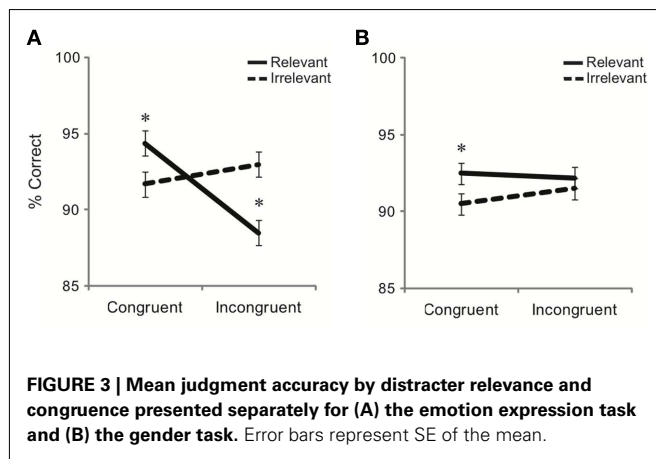 A
B
100
95
90
85
% Correct
Relevant
Irrelevant
*
*
Congruent
Incongruent
100
95
90
85
Relevant
Irrelevant
*
Congruent
Incongruent
FIGURE 3 | Mean judgment accuracy by distracter relevance and
congruence presented separately for (A) the emotion expression task
and (B) the gender task. Error bars represent SE of the mean.